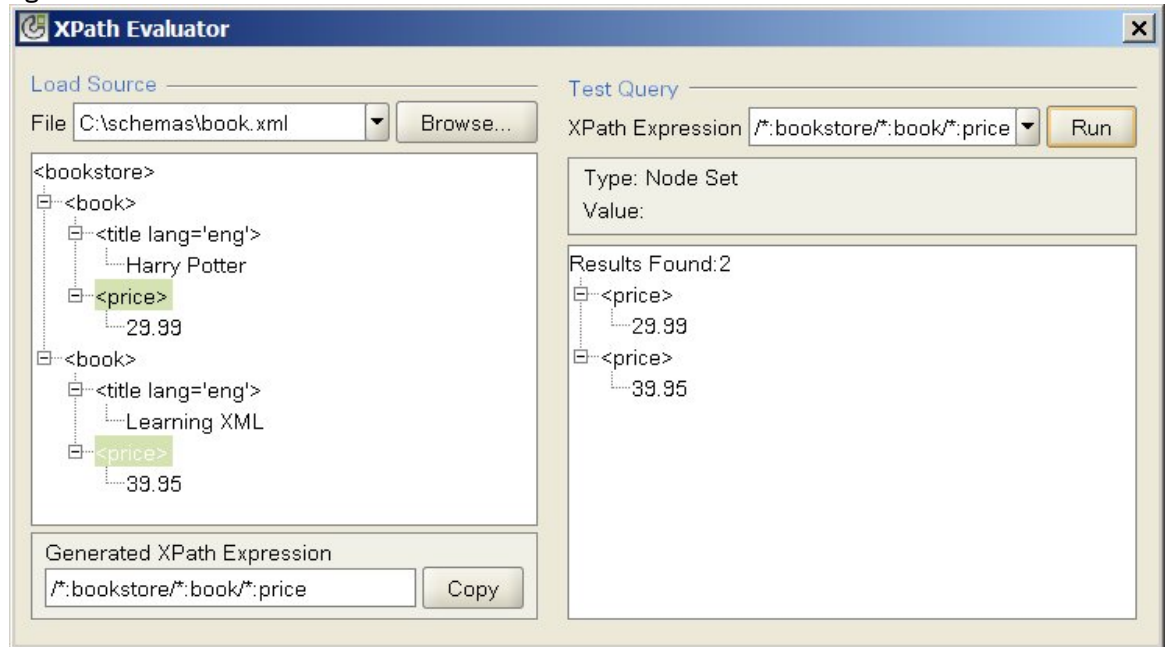 XPath Evaluator
Load Source
File C:\schemas\book.xml Browse...
<bookstore>
<book>
<title lang='eng'>
Harry Potter
<price>
29.99
<book>
<title lang='eng'>
Learning XML
<price>
39.95
Generated XPath Expression
/*:bookstore/*:book/*:price Copy
Test Query
XPath Expression /*:bookstore/*:book/*:price Run
Type: Node Set
Value:
Results Found:2
<price>
29.99
<price>
39.95